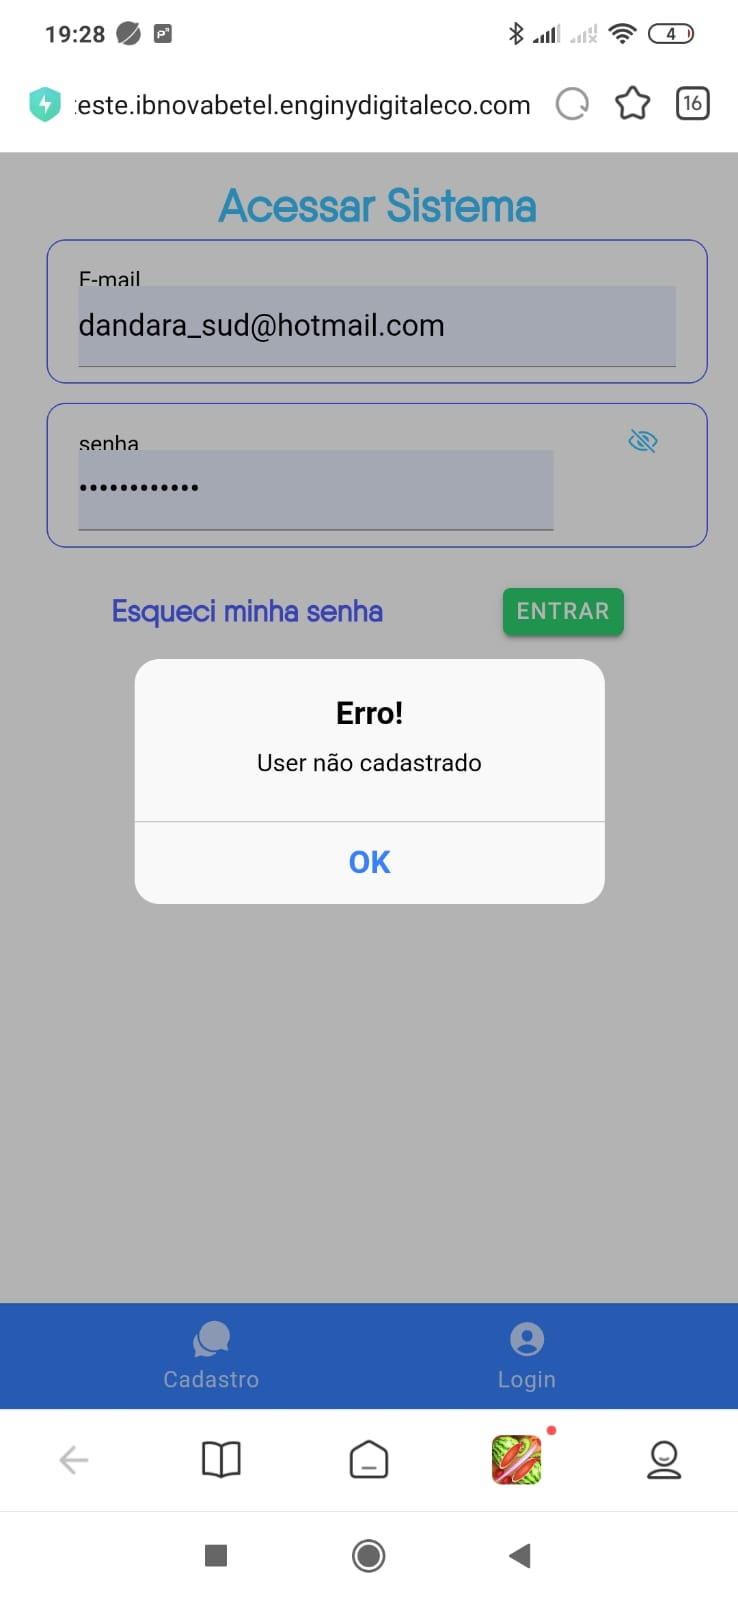 19:28
4
este.ibnovabetel.enginydigitaleco.com
16
Acessar Sistema
E-mail
dandara_sud@hotmail.com
senha
••••••••••••
Esqueci minha senha
ENTRAR
Erro!
User não cadastrado
OK
Cadastro
Login